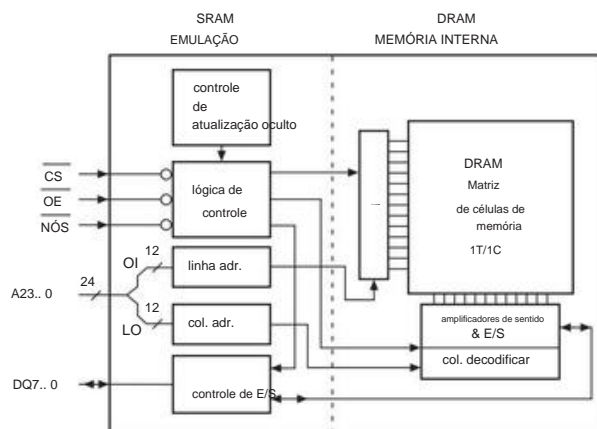 SRAM
EMULAÇÃO
DRAM
MEMÓRIA INTERNA
controle
de
atualização oculto
CS
OE
NÓS
lógica de
controle
DRAM
Matriz
de células de
memória
1T/1C
A23.. 0
24
OI
12
linha adr.
LO
12
col. adr.
amplificadores de sentido
& E/S
col. decodificar
DQ7.. 0
controle de E/S